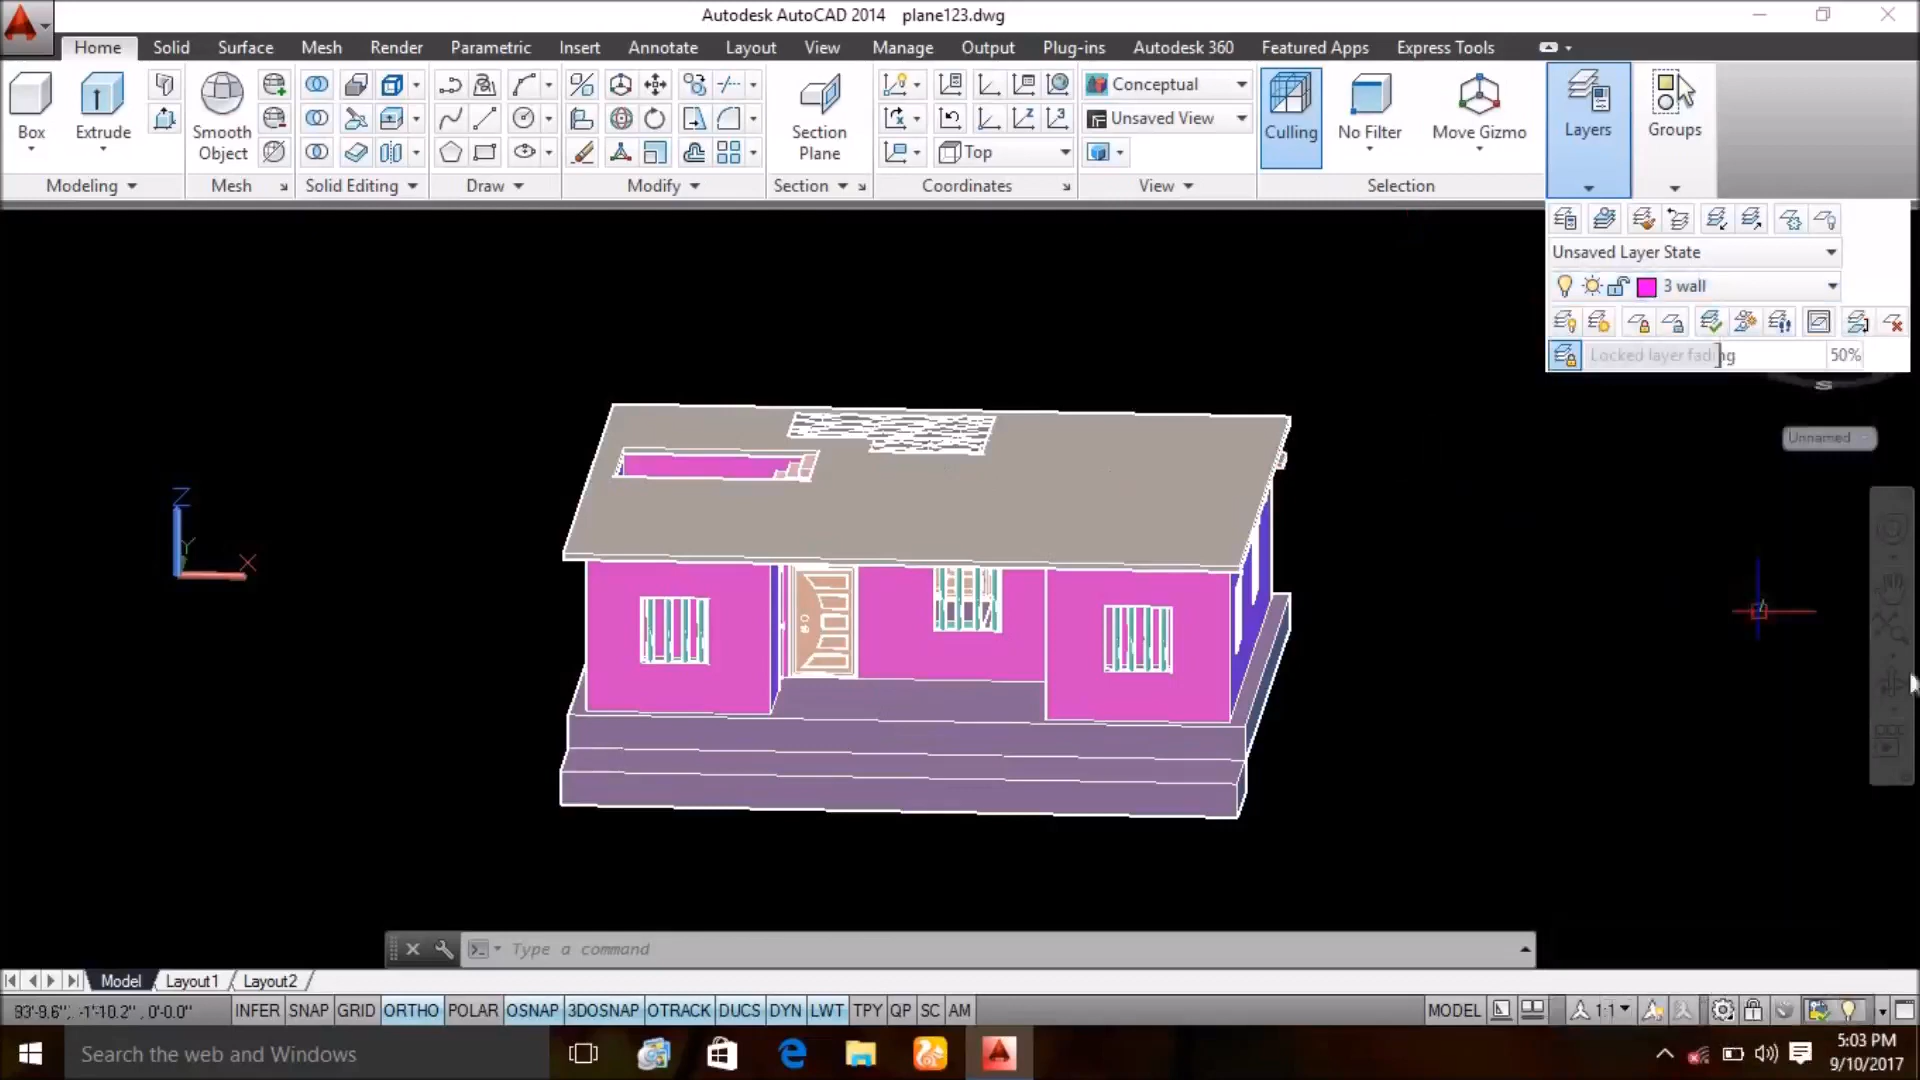 Autodesk AutoCAD 2014 plane123.dwg
Home Solid Surface Mesh Render Parametric Insert Annotate Layout View Manage Output Plug-ins Autodesk 360 Featured Apps Express Tools
Box
Extrude
Smooth
Object
Section
Plane
Top
Conceptual
Unsaved View
Culling
No Filter
Move Gizmo
Layers
Groups
Modeling Mesh Solid Editing Draw Modify Section Coordinates View Selection
Unsaved Layer State
3 wall
Locked layer fading 50%
S
Unnamed
Z
Y
X
Type a command
Model Layout1 Layout2
93'-9.6", -1'-10.2", 0'-0.0" INFER SNAP GRID ORTHO POLAR OSNAP 3DOSNAP OTRACK DUCS DYN LWT TPY QP SC AM MODEL 1:1
Search the web and Windows
5:03 PM
9/10/2017